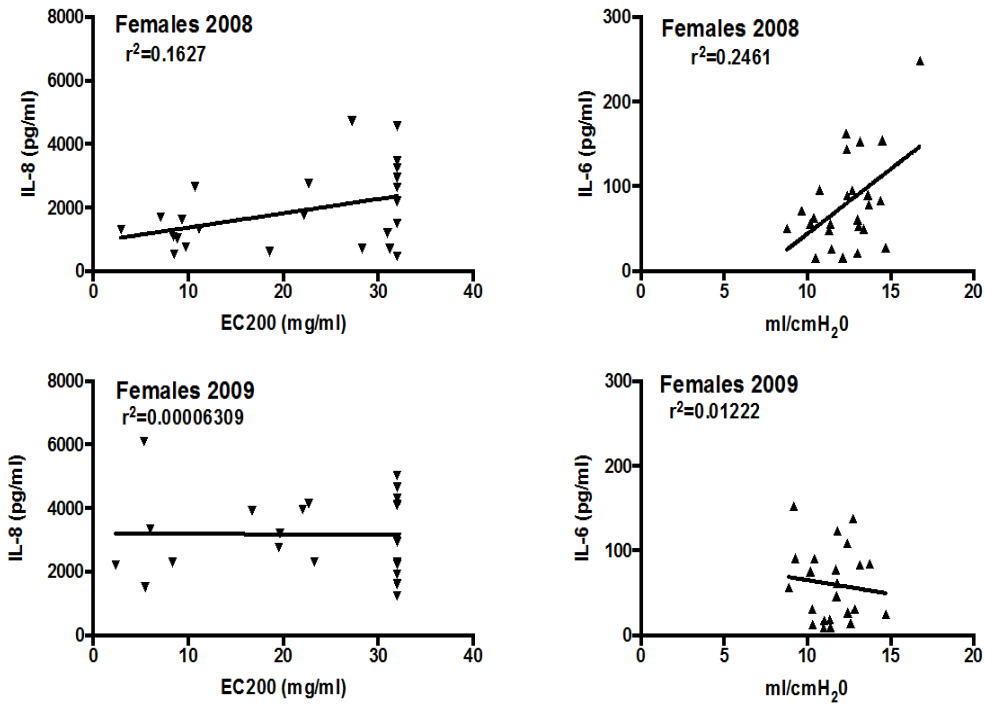 Females 2008
r²=0.1627
IL-8 (pg/ml)
8000
6000
4000
2000
0
0 10 20 30 40
EC200 (mg/ml)
Females 2008
r²=0.2461
IL-6 (pg/ml)
300
200
100
0
0 5 10 15 20
ml/cmH₂0
Females 2009
r²=0.00006309
IL-8 (pg/ml)
8000
6000
4000
2000
0
0 10 20 30 40
EC200 (mg/ml)
Females 2009
r²=0.01222
IL-6 (pg/ml)
300
200
100
0
0 5 10 15 20
ml/cmH₂0